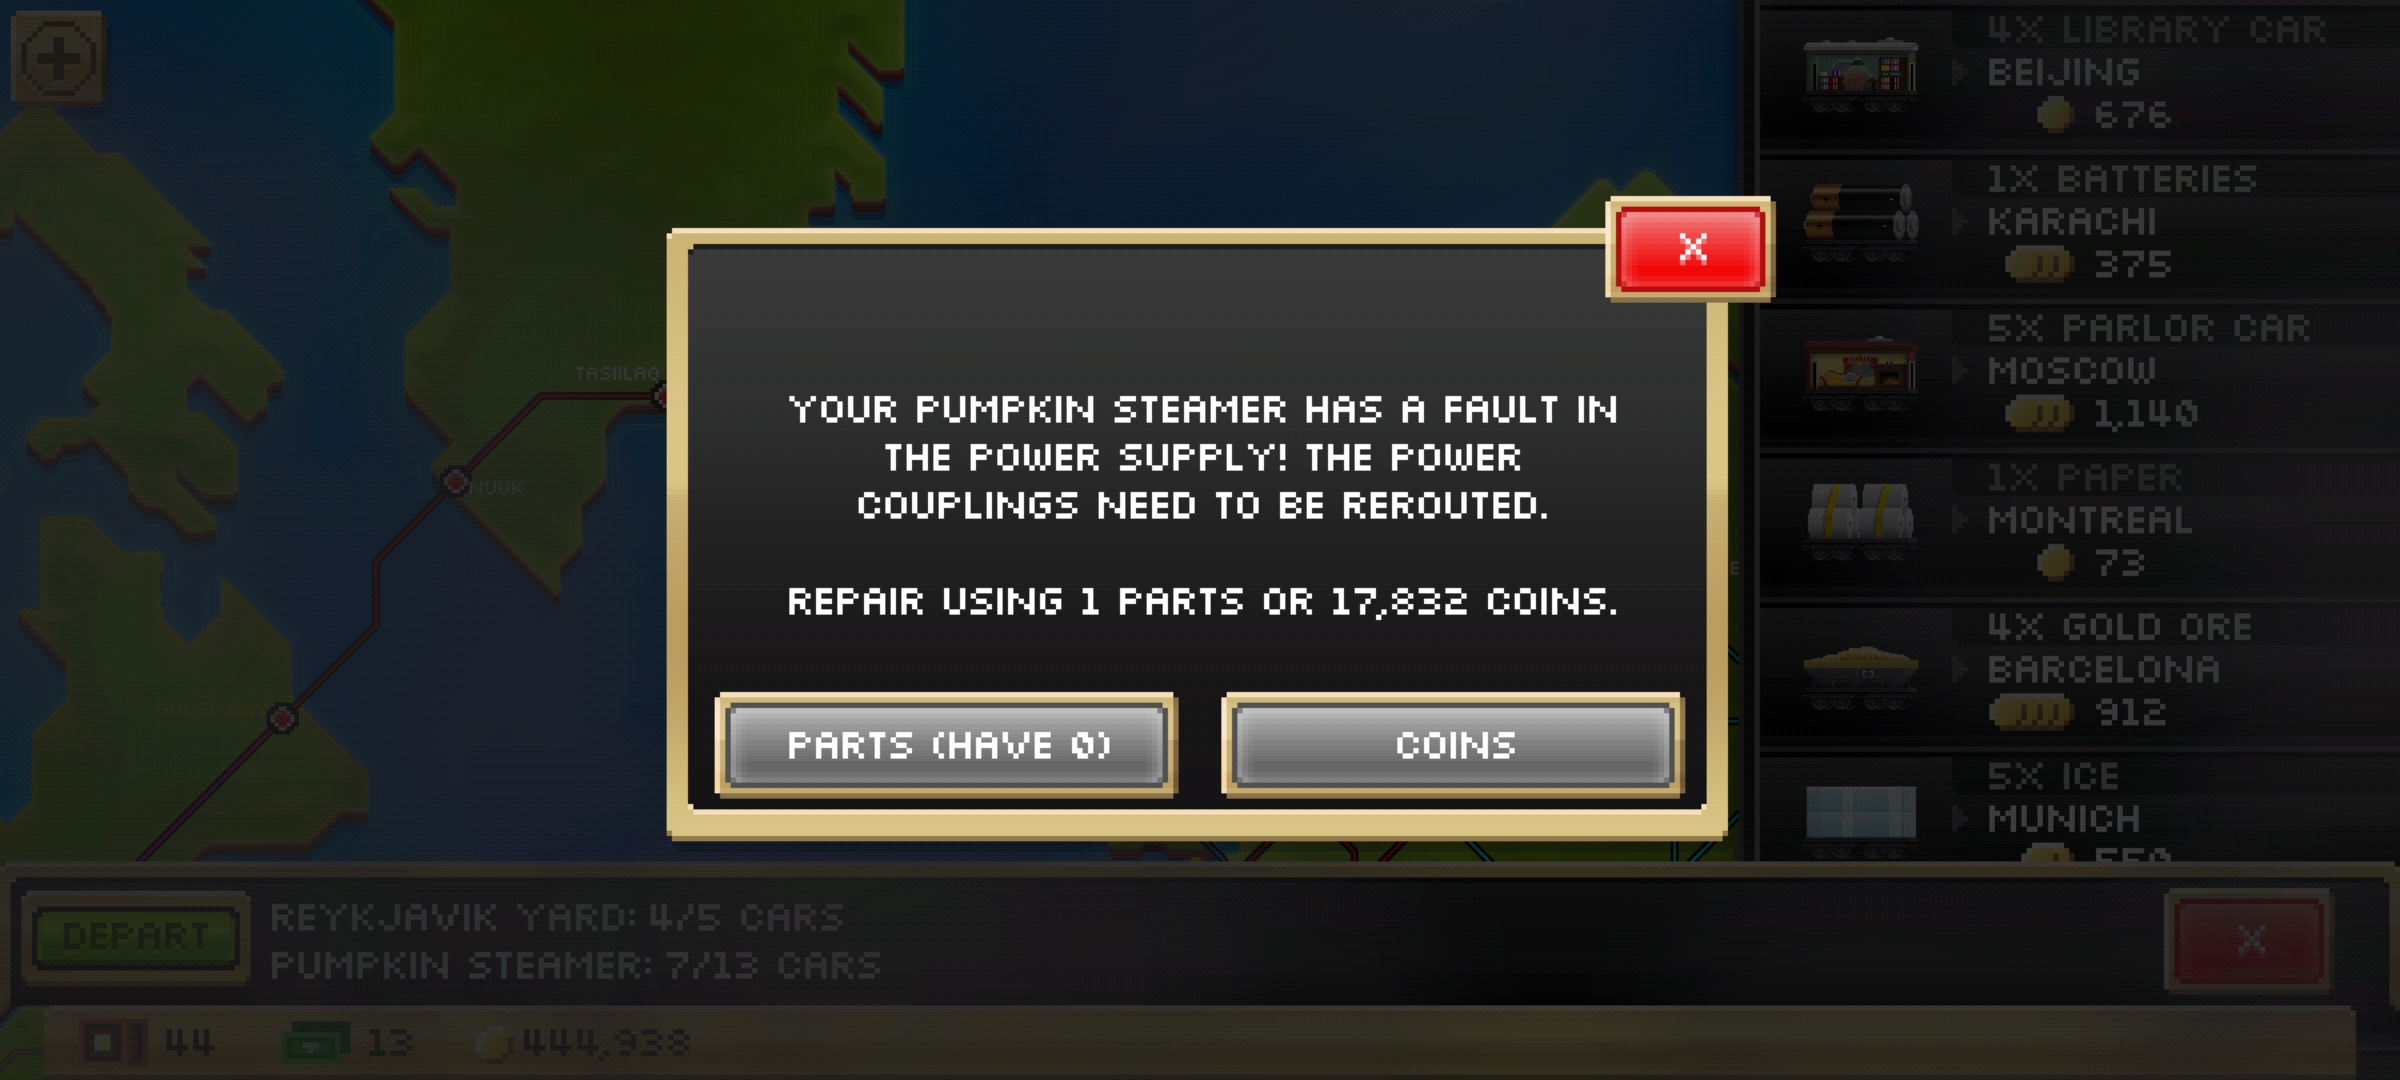 4X LIBRARY CAR
BEIJING
676
1X BATTERIES
KARACHI
375
5X PARLOR CAR
MOSCOW
1,140
1X PAPER
MONTREAL
73
4X GOLD ORE
BARCELONA
912
5X ICE
MUNICH
550
TASIILAQ
NUUK
GOOSE BAY
E
X
YOUR PUMPKIN STEAMER HAS A FAULT IN
THE POWER SUPPLY! THE POWER
COUPLINGS NEED TO BE REROUTED.
REPAIR USING 1 PARTS OR 17,832 COINS.
PARTS (HAVE 0)
COINS
DEPART
REYKJAVIK YARD: 4/5 CARS
PUMPKIN STEAMER: 7/13 CARS
X
44
13
444,938